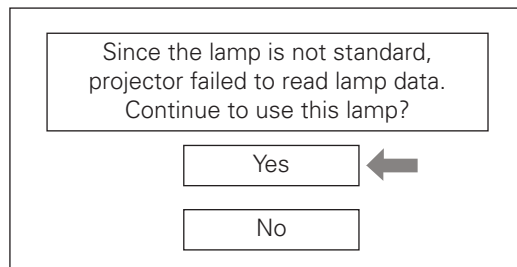 Since the lamp is not standard,
projector failed to read lamp data.
Continue to use this lamp?
Yes
No